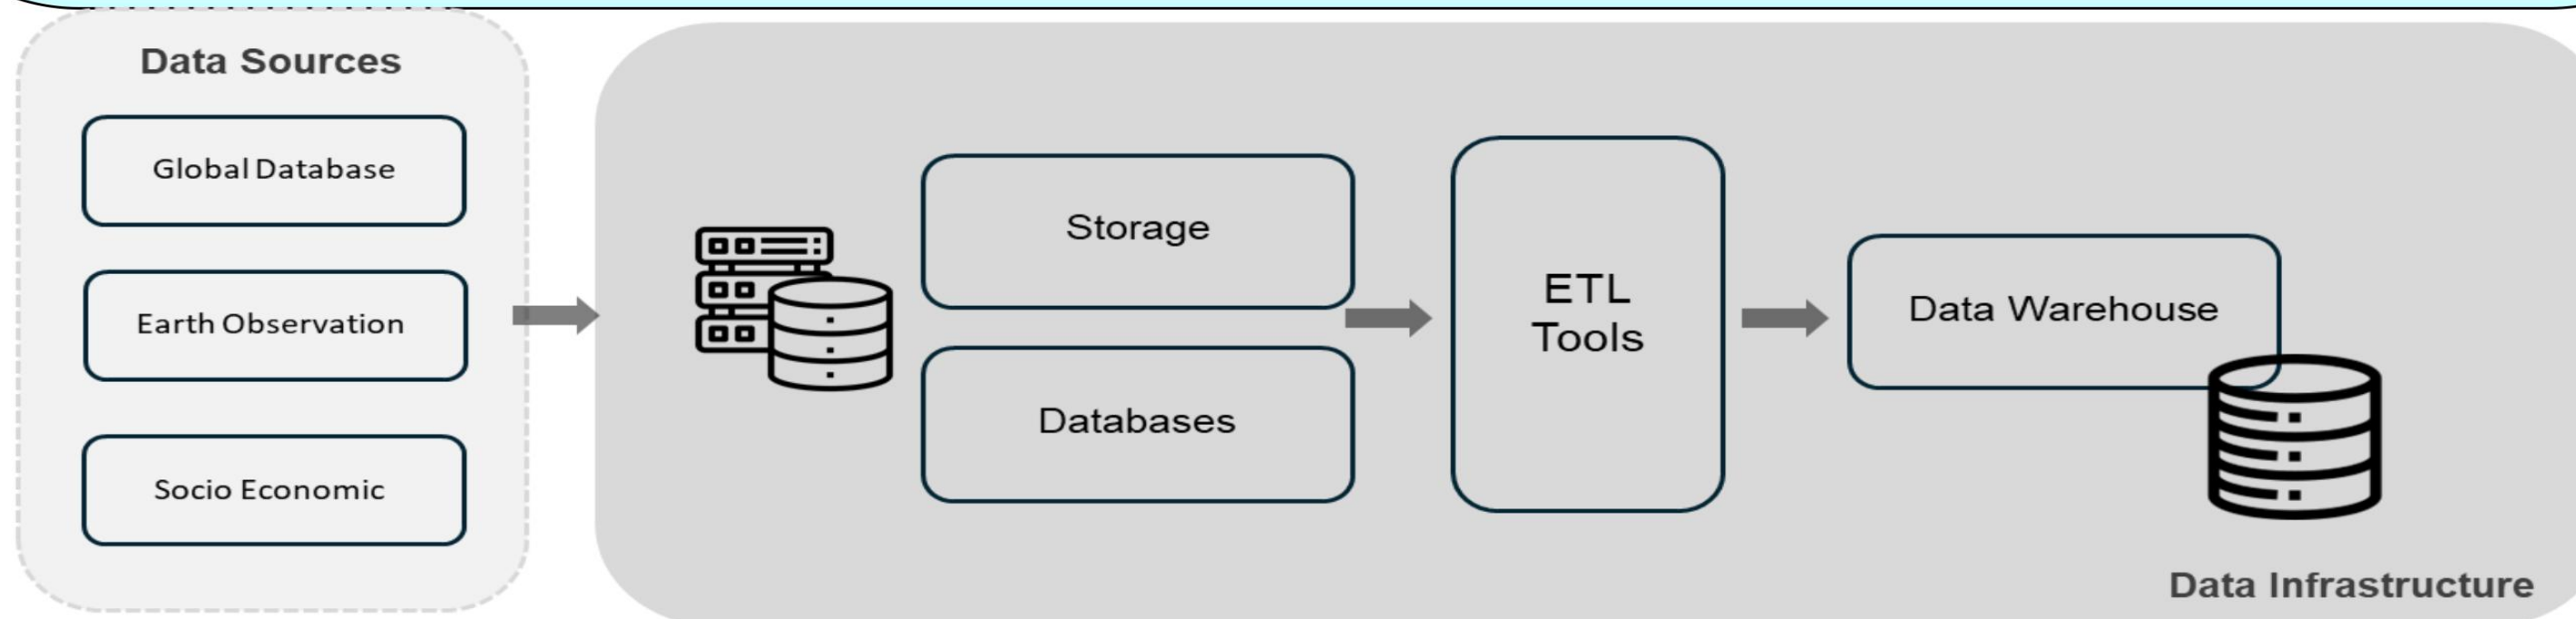 Data Sources
Global Database
Earth Observation
Socio Economic
Storage
Databases
ETL
Tools
Data Warehouse
Data Infrastructure